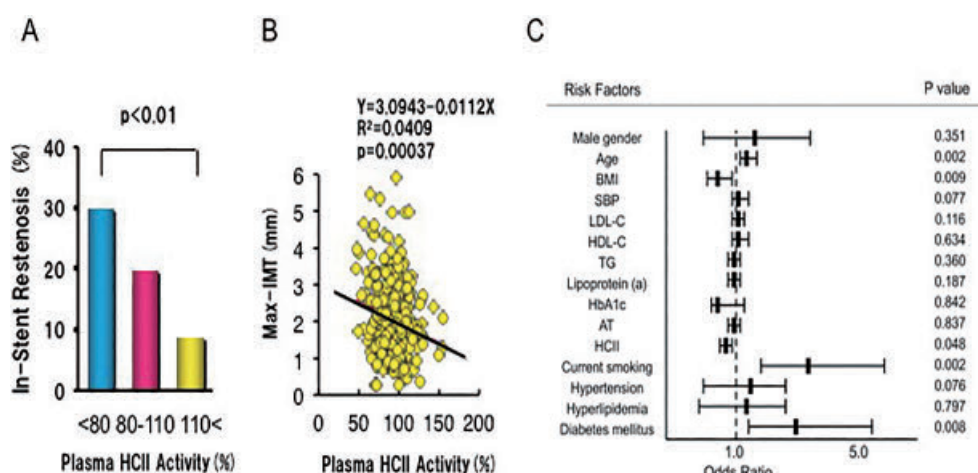 A
p<0.01
In-Stent Restenosis (%)
40
30
20
10
0
<80 80-110 110<
Plasma HCII Activity (%)
B
Y=3.0943-0.0112X
R²=0.0409
p=0.00037
Max-IMT (mm)
6
5
4
3
2
1
0
0 50 100 150 200
Plasma HCII Activity (%)
C
Risk Factors P value
Male gender 0.351
Age 0.002
BMI 0.009
SBP 0.077
LDL-C 0.116
HDL-C 0.634
TG 0.360
Lipoprotein (a) 0.187
HbA1c 0.842
AT 0.837
HCII 0.048
Current smoking 0.002
Hypertension 0.076
Hyperlipidemia 0.797
Diabetes mellitus 0.008
1.0 5.0
Odds Ratio